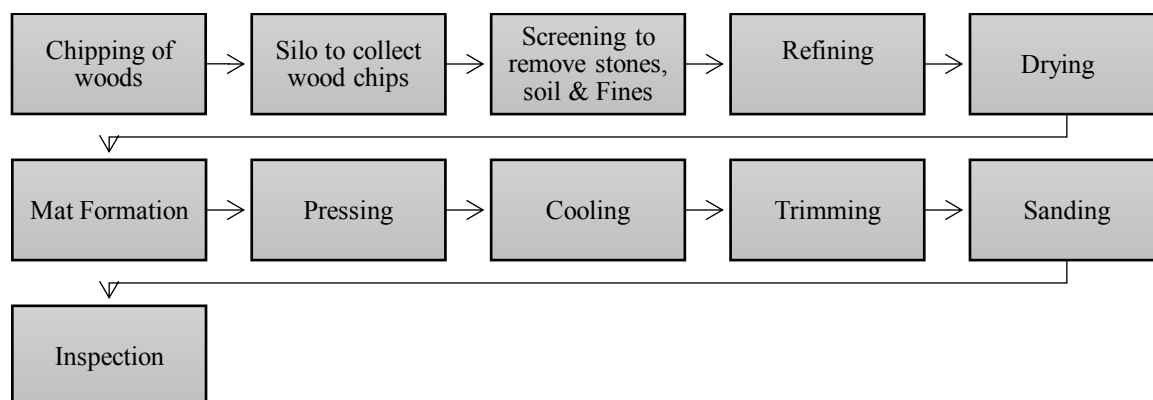 Chipping of
woods
Silo to collect
wood chips
Screening to
remove stones,
soil & Fines
Refining
Drying
Mat Formation
Pressing
Cooling
Trimming
Sanding
Inspection